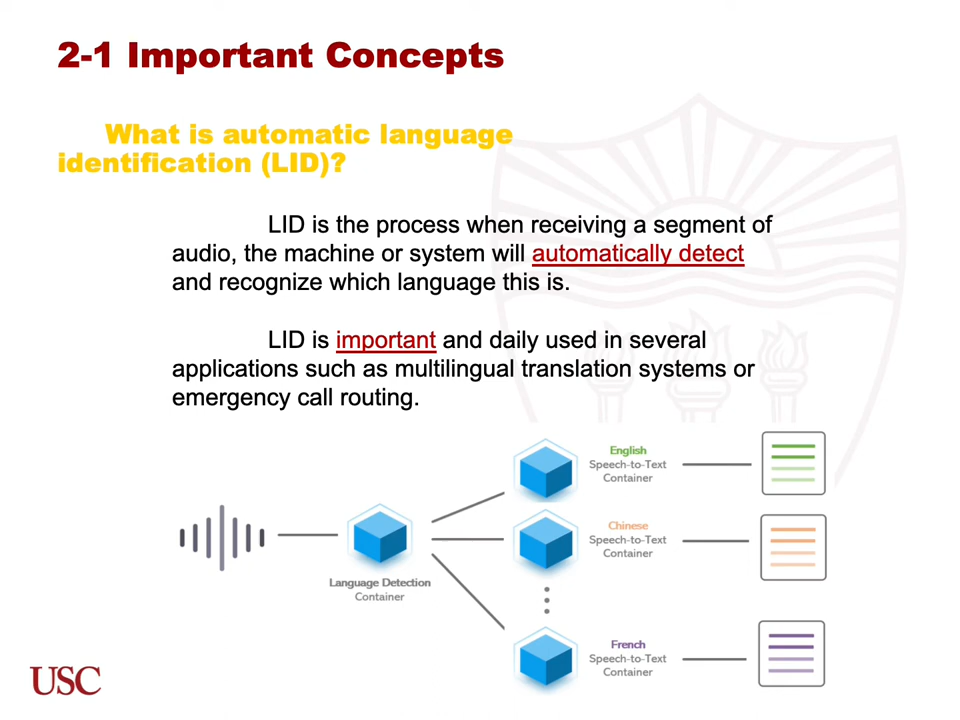 2-1 Important Concepts
What is automatic language
identification (LID)?
LID is the process when receiving a segment of
audio, the machine or system will automatically detect
and recognize which language this is.
LID is important and daily used in several
applications such as multilingual translation systems or
emergency call routing.
English
Speech-to-Text
Container
Chinese
Speech-to-Text
Container
Language Detection
Container
French
Speech-to-Text
Container
USC